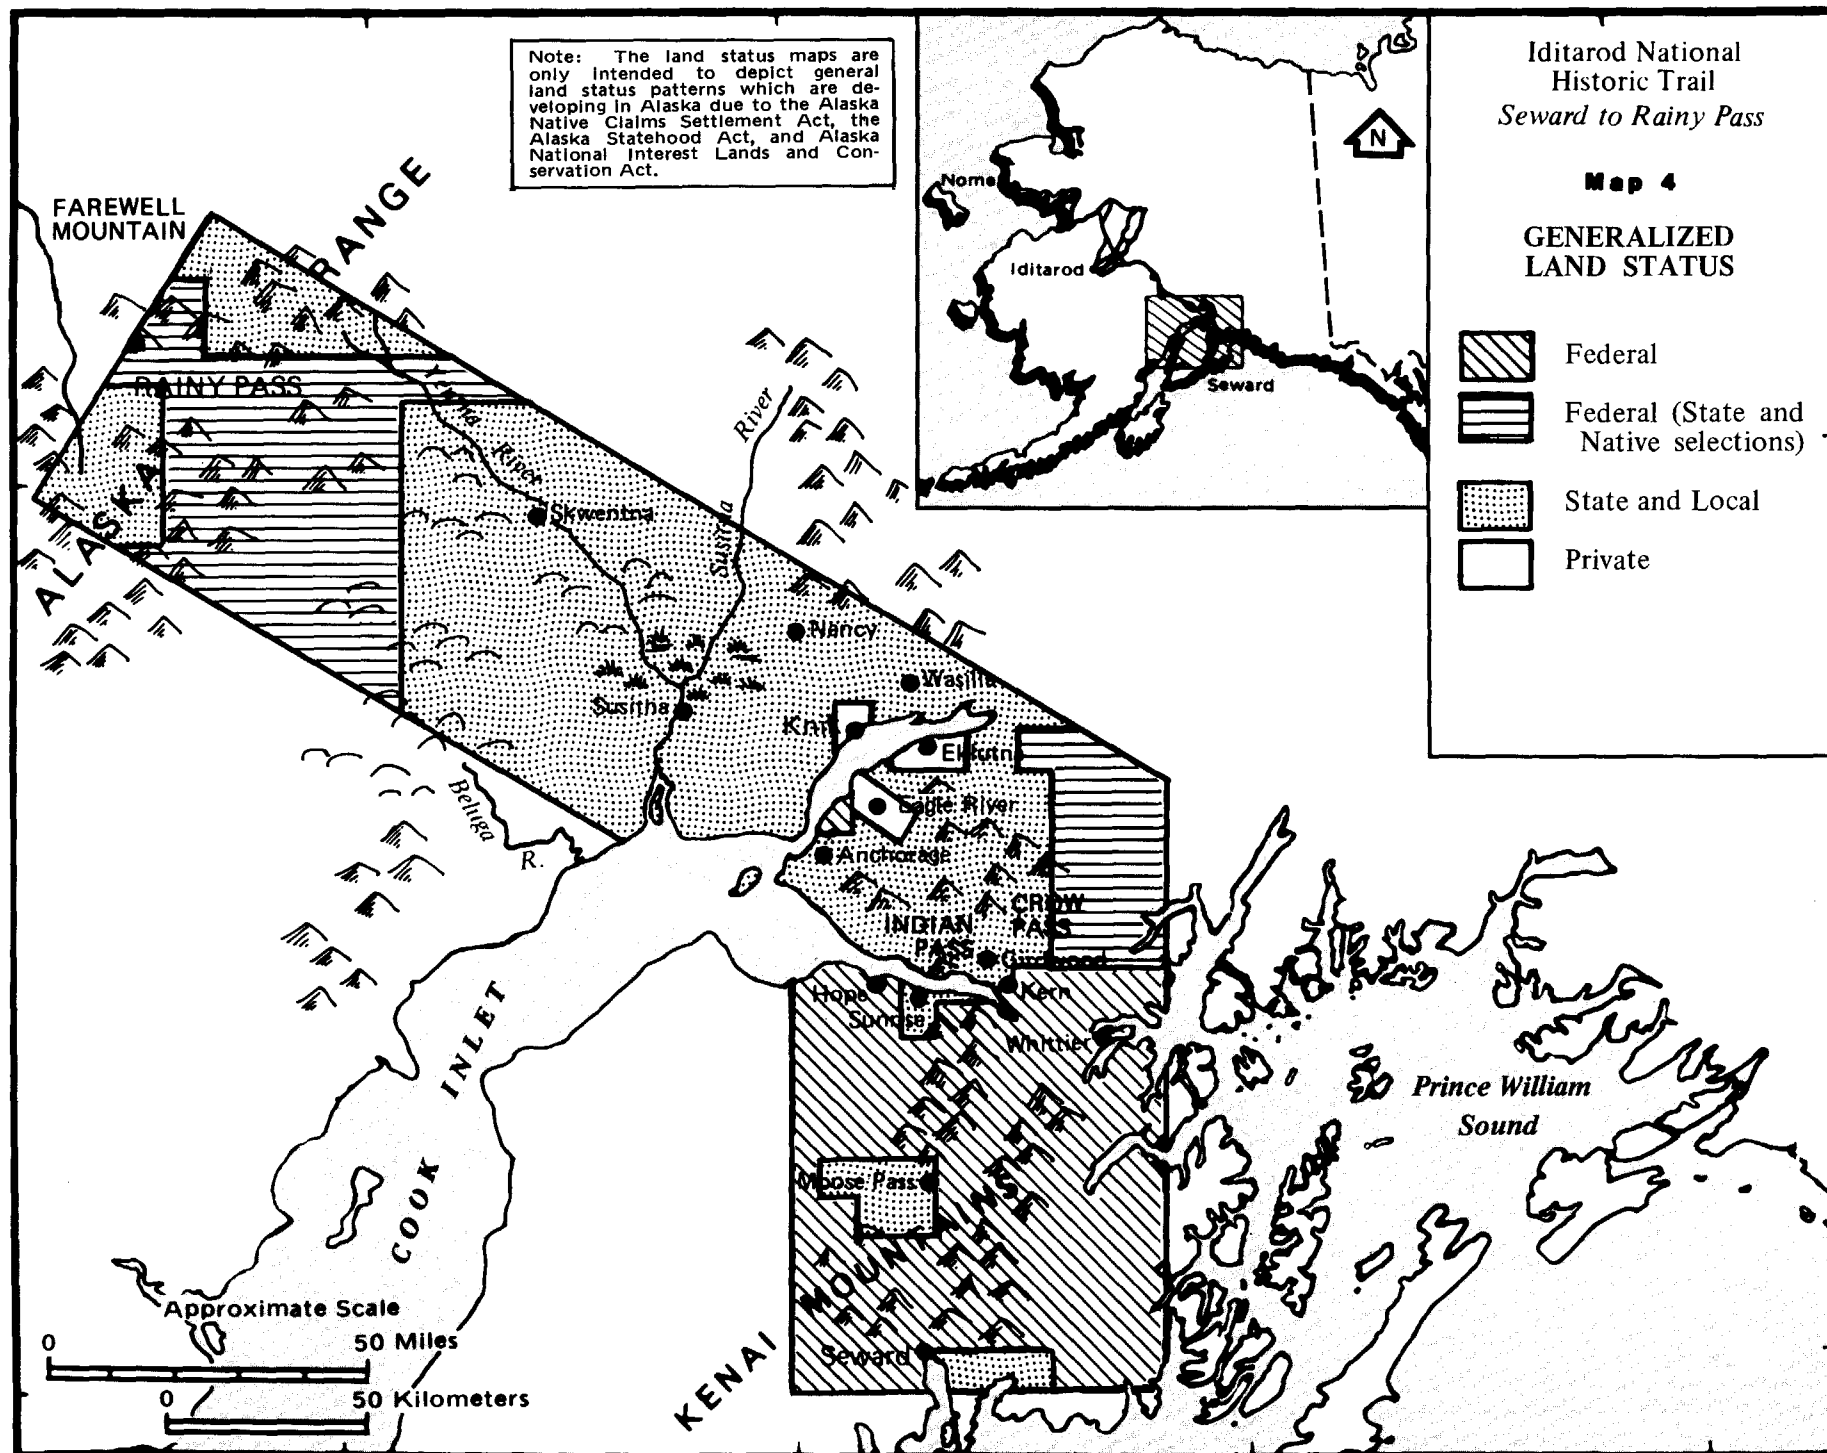 Note: The land status maps are
only intended to depict general
land status patterns which are de-
veloping in Alaska due to the Alaska
Native Claims Settlement Act, the
Alaska Statehood Act, and Alaska
National Interest Lands and Con-
servation Act.
Iditarod National
Historic Trail
Seward to Rainy Pass
Map 4
GENERALIZED
LAND STATUS
Federal
Federal (State and
Native selections)
State and Local
Private
N
Nome
Iditarod
Seward
FAREWELL
MOUNTAIN
ALASKA RANGE
RAINY PASS
Yentna River
Susitna River
Skwentna
Nancy
Wasilla
Susitna
Knik
Eklutn
Eagle River
Anchorage
Beluga
R.
INDIAN
PASS
CROW
PASS
Girdwood
Hope
Sunrise
Kern
Whittier
Prince William
Sound
COOK INLET
Moose Pass
KENAI MOUNTAINS
Seward
Approximate Scale
0 50 Miles
0 50 Kilometers